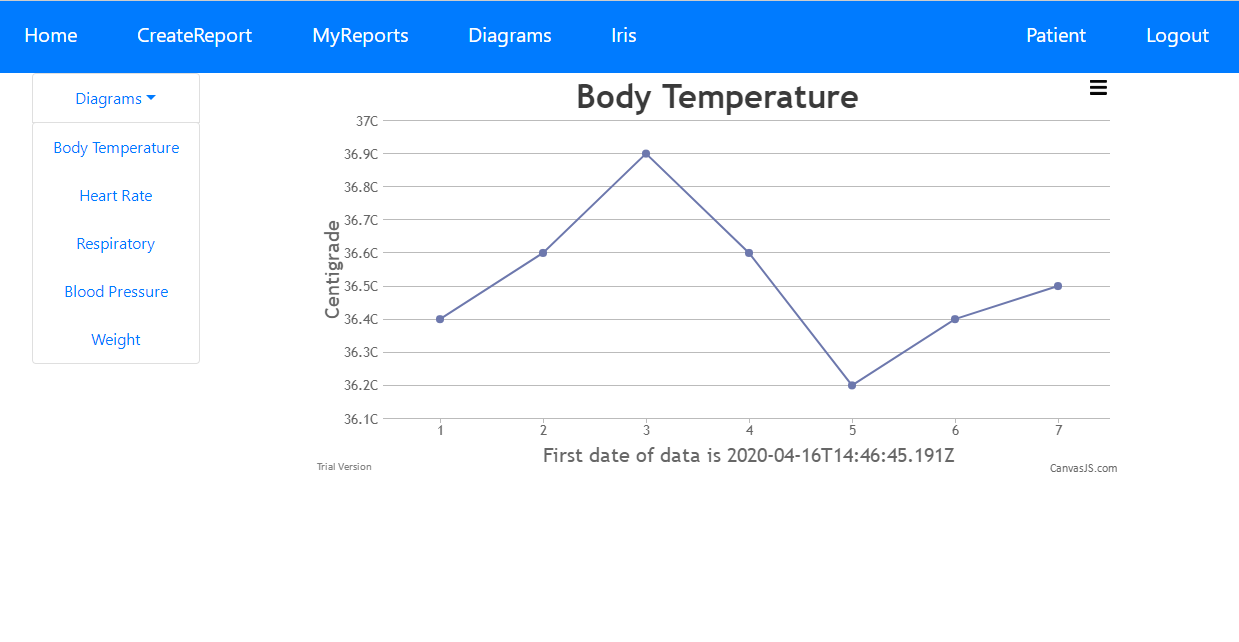 Home CreateReport MyReports Diagrams Iris Patient Logout
Diagrams
Body Temperature
Heart Rate
Respiratory
Blood Pressure
Weight
Body Temperature
Centigrade
37C
36.9C
36.8C
36.7C
36.6C
36.5C
36.4C
36.3C
36.2C
36.1C
1 2 3 4 5 6 7
First date of data is 2020-04-16T14:46:45.191Z
Trial Version
CanvasJS.com